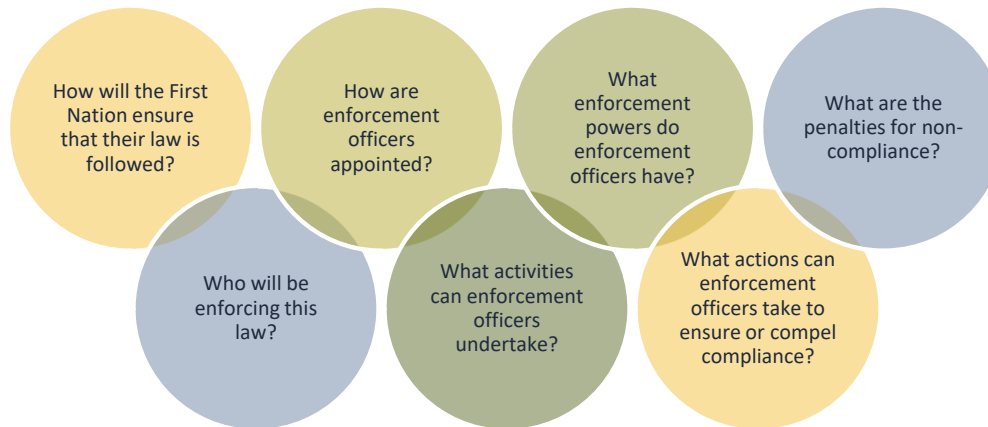 How will the First
Nation ensure
that their law is
followed?
Who will be
enforcing this
law?
How are
enforcement
officers
appointed?
What activities
can enforcement
officers
undertake?
What
enforcement
powers do
enforcement
officers have?
What actions can
enforcement
officers take to
ensure or compel
compliance?
What are the
penalties for non-
compliance?